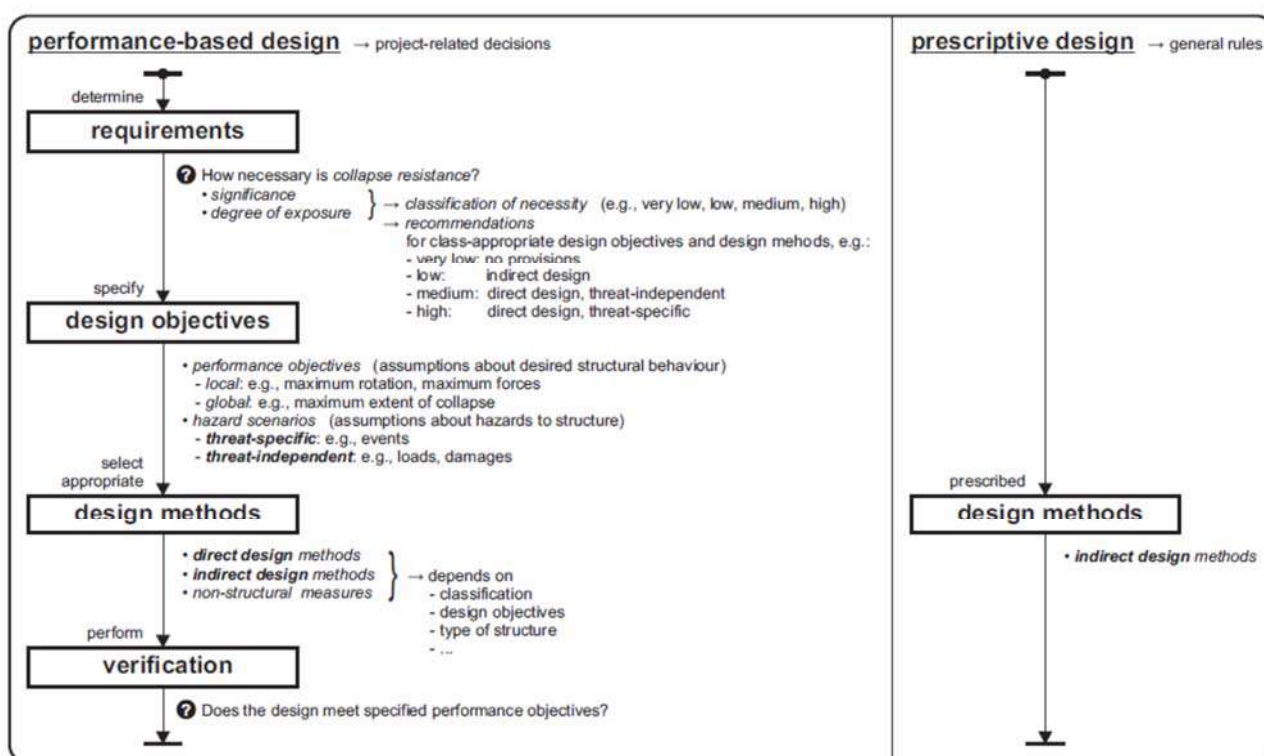 performance-based design → project-related decisions
determine
requirements
? How necessary is collapse resistance?
• significance
• degree of exposure
} → classification of necessity (e.g., very low, low, medium, high)
→ recommendations
for class-appropriate design objectives and design mehods, e.g.:
- very low: no provisions
- low: indirect design
- medium: direct design, threat-independent
- high: direct design, threat-specific
specify
design objectives
• performance objectives (assumptions about desired structural behaviour)
- local: e.g., maximum rotation, maximum forces
- global: e.g., maximum extent of collapse
• hazard scenarios (assumptions about hazards to structure)
- threat-specific: e.g., events
- threat-independent: e.g., loads, damages
select
appropriate
design methods
• direct design methods
• indirect design methods
• non-structural measures
} → depends on
- classification
- design objectives
- type of structure
- ...
perform
verification
? Does the design meet specified performance objectives?
prescriptive design → general rules
prescribed
design methods
• indirect design methods